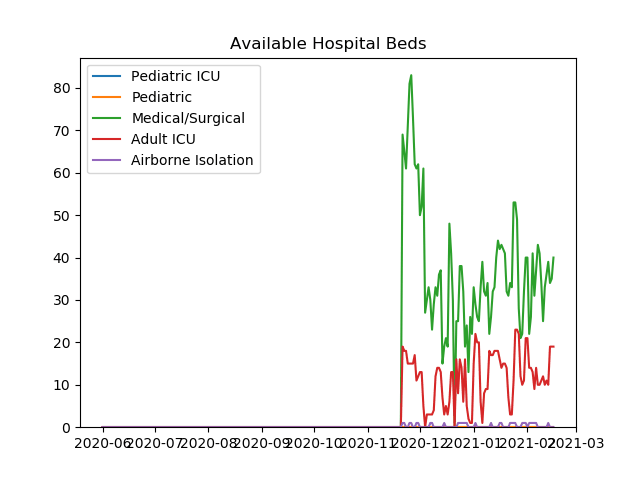 Available Hospital Beds
Pediatric ICU
Pediatric
Medical/Surgical
Adult ICU
Airborne Isolation
80
70
60
50
40
30
20
10
0
2020-06 2020-07 2020-08 2020-09 2020-10 2020-11 2020-12 2021-01 2021-02 2021-03